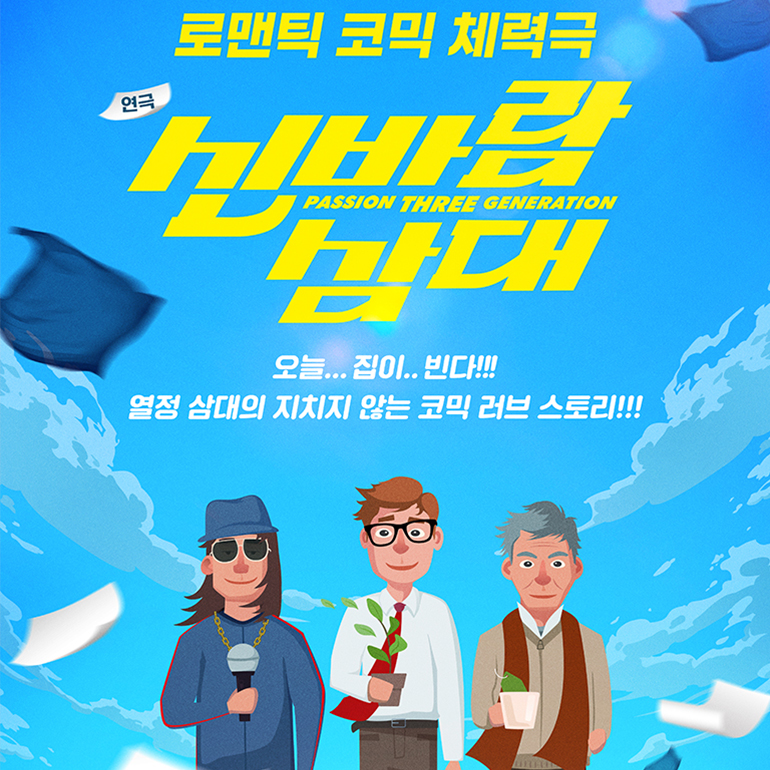 로맨틱 코믹 체력극
연극
신바람
PASSION THREE GENERATION
삼대
오늘... 집이.. 빈다!!!
열정 삼대의 지치지 않는 코믹 러브 스토리!!!